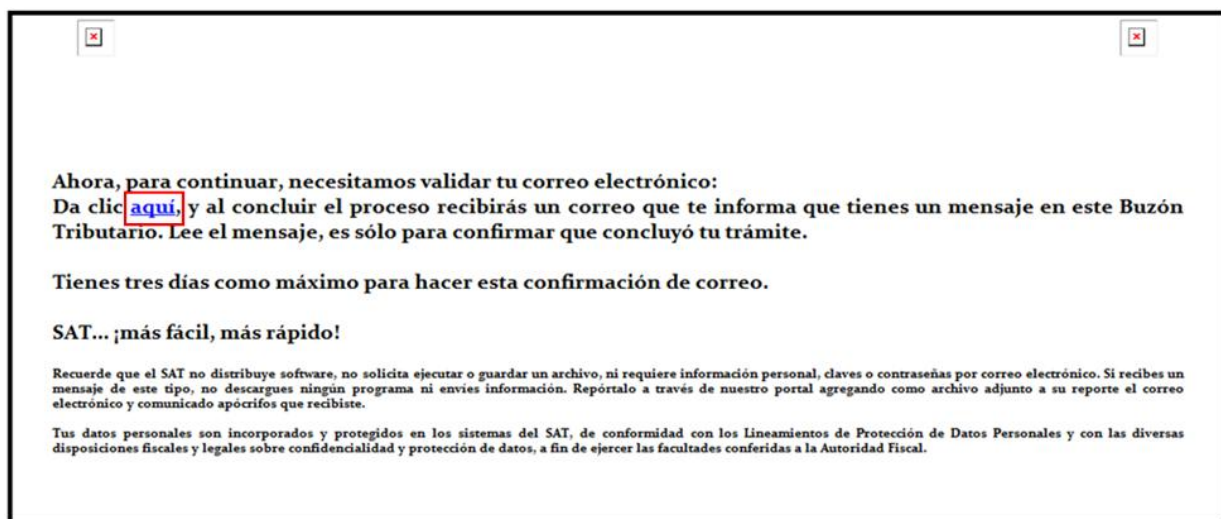 Ahora, para continuar, necesitamos validar tu correo electrónico:
Da clic aquí, y al concluir el proceso recibirás un correo que te informa que tienes un mensaje en este Buzón
Tributario. Lee el mensaje, es sólo para confirmar que concluyó tu trámite.
Tienes tres días como máximo para hacer esta confirmación de correo.
SAT... ¡más fácil, más rápido!
Recuerde que el SAT no distribuye software, no solicita ejecutar o guardar un archivo, ni requiere información personal, claves o contraseñas por correo electrónico. Si recibes un
mensaje de este tipo, no descargues ningún programa ni envíes información. Repórtalo a través de nuestro portal agregando como archivo adjunto a su reporte el correo
electrónico y comunicado apócrifos que recibiste.
Tus datos personales son incorporados y protegidos en los sistemas del SAT, de conformidad con los Lineamientos de Protección de Datos Personales y con las diversas
disposiciones fiscales y legales sobre confidencialidad y protección de datos, a fin de ejercer las facultades conferidas a la Autoridad Fiscal.